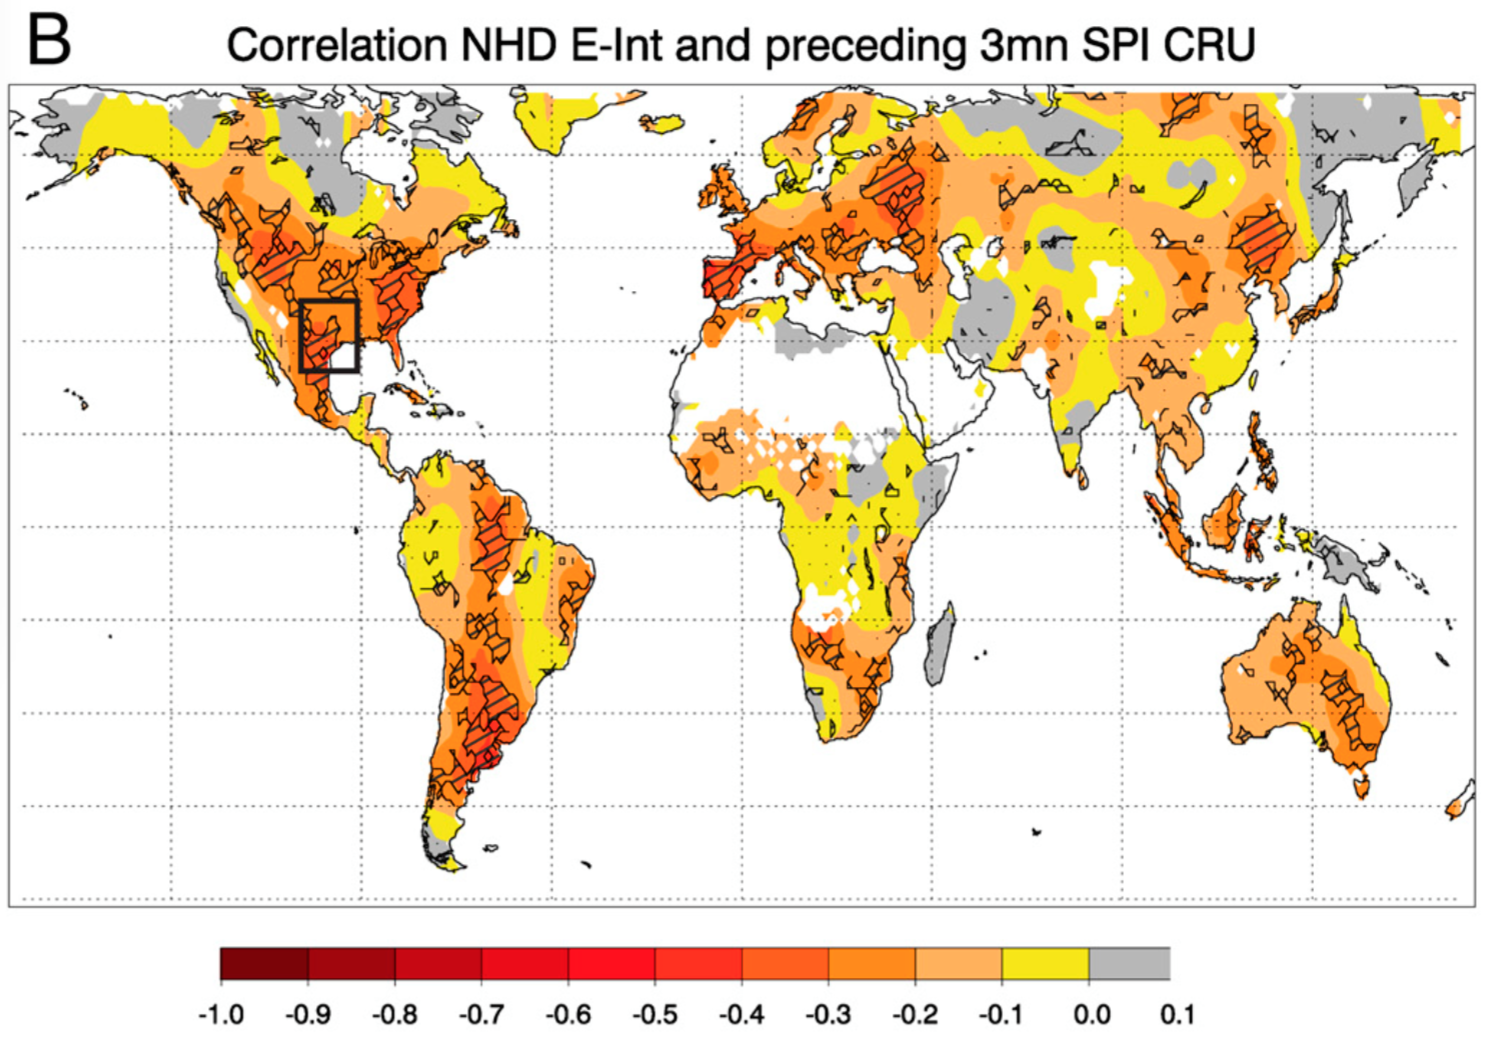 B
Correlation NHD E-Int and preceding 3mn SPI CRU
-1.0 -0.9 -0.8 -0.7 -0.6 -0.5 -0.4 -0.3 -0.2 -0.1 0.0 0.1